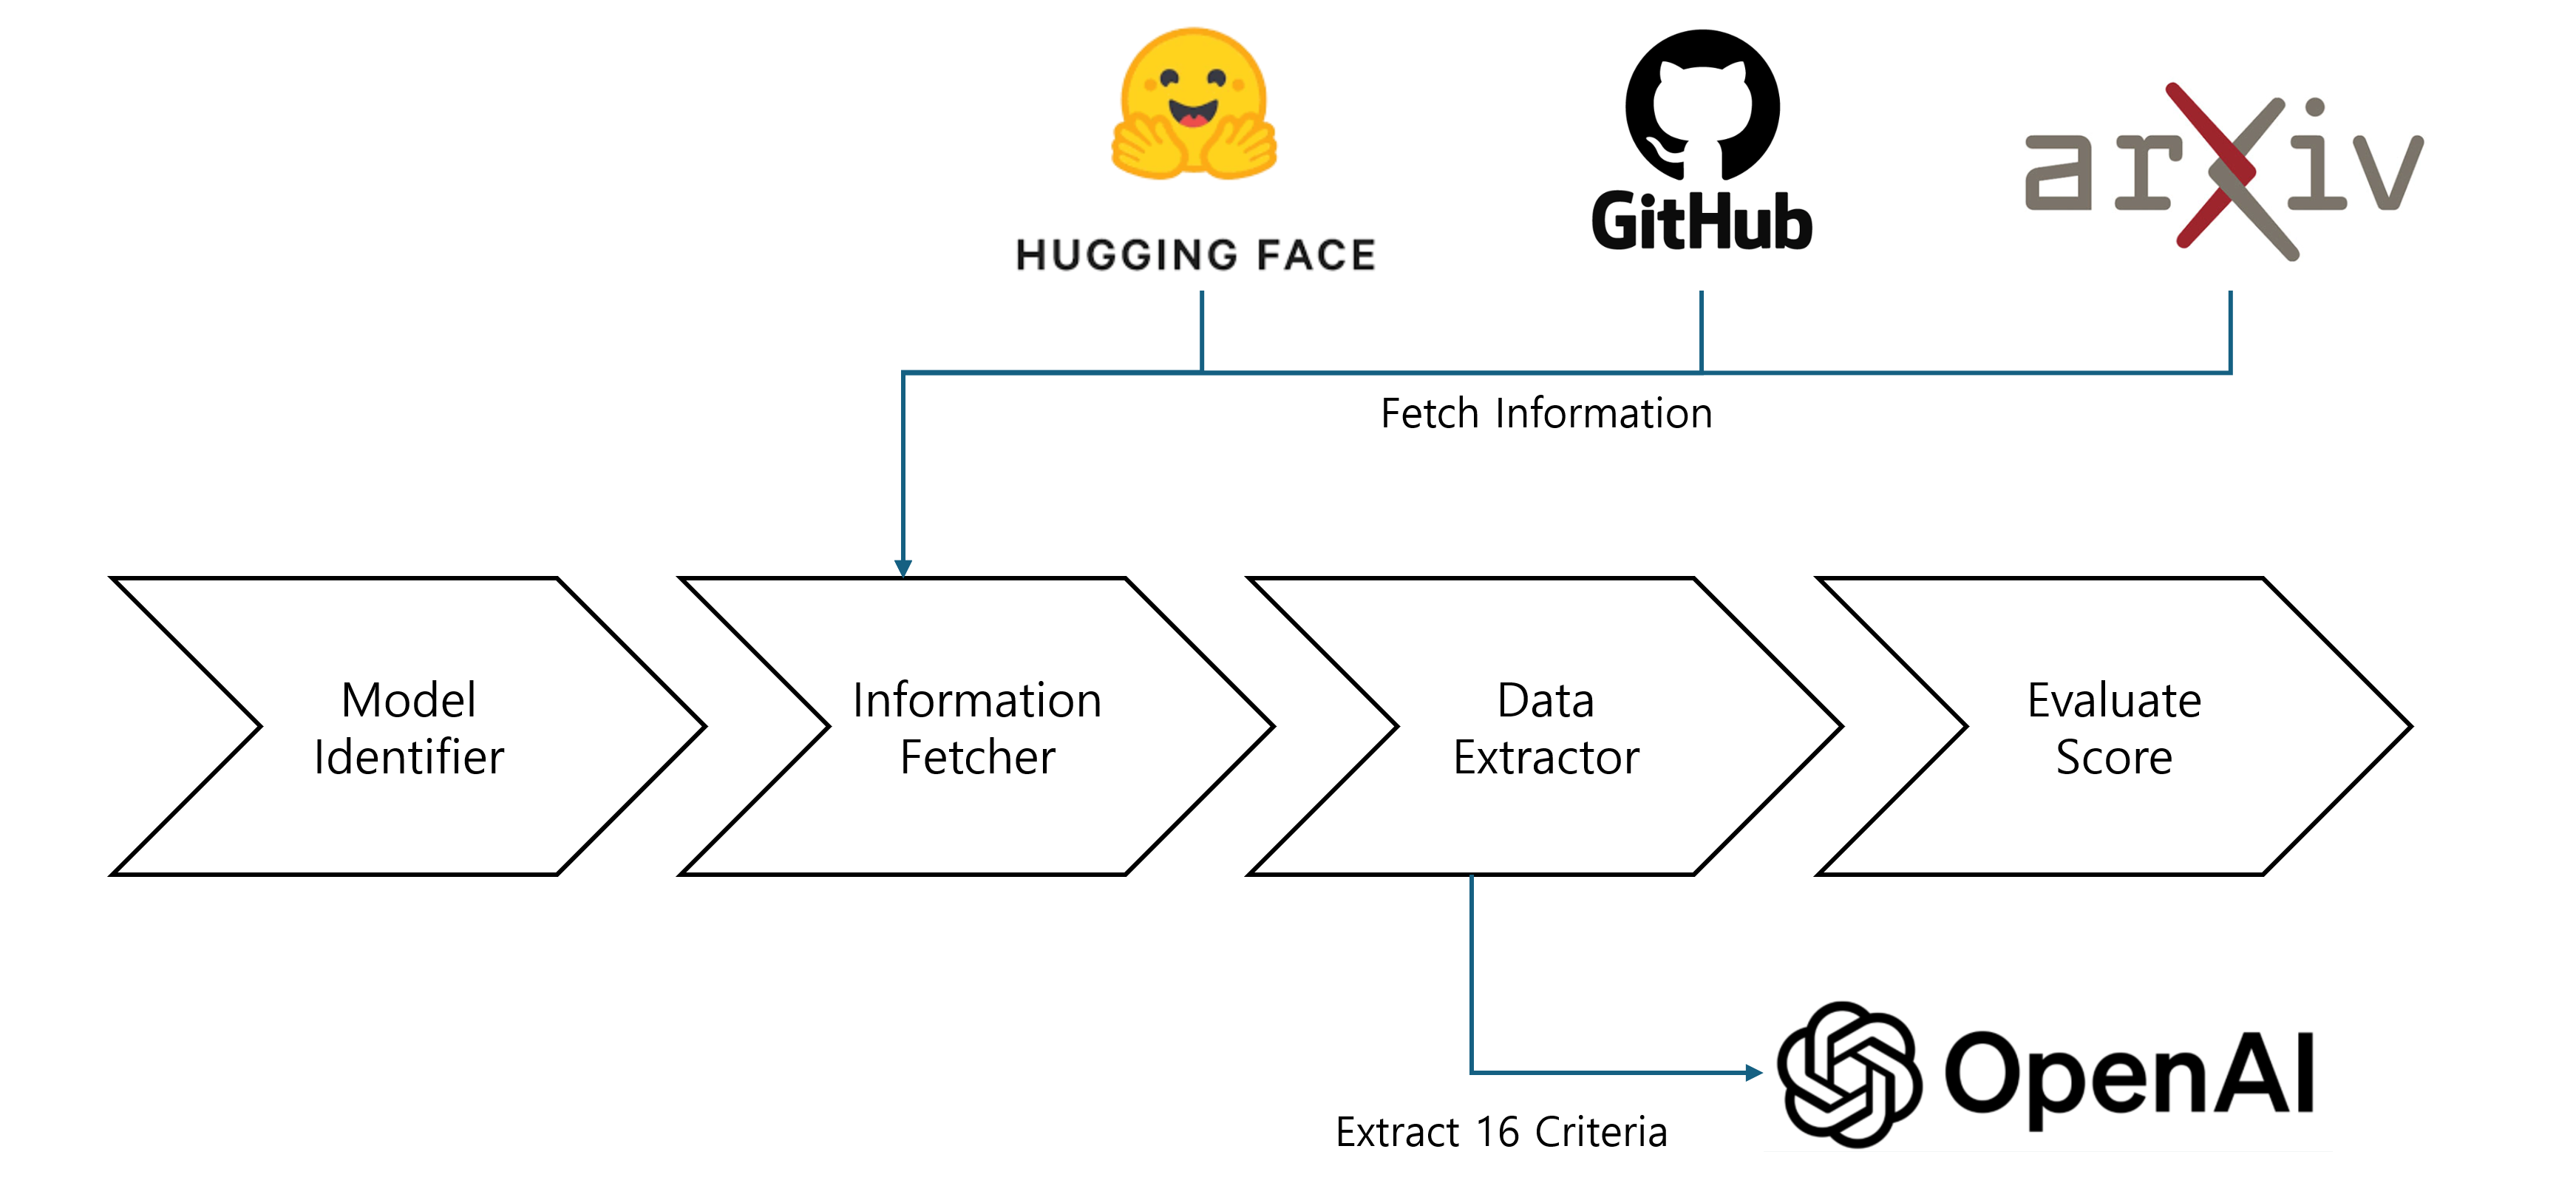 HUGGING FACE
GitHub
arXiv
Fetch Information
Model
Identifier
Information
Fetcher
Data
Extractor
Evaluate
Score
Extract 16 Criteria
OpenAI